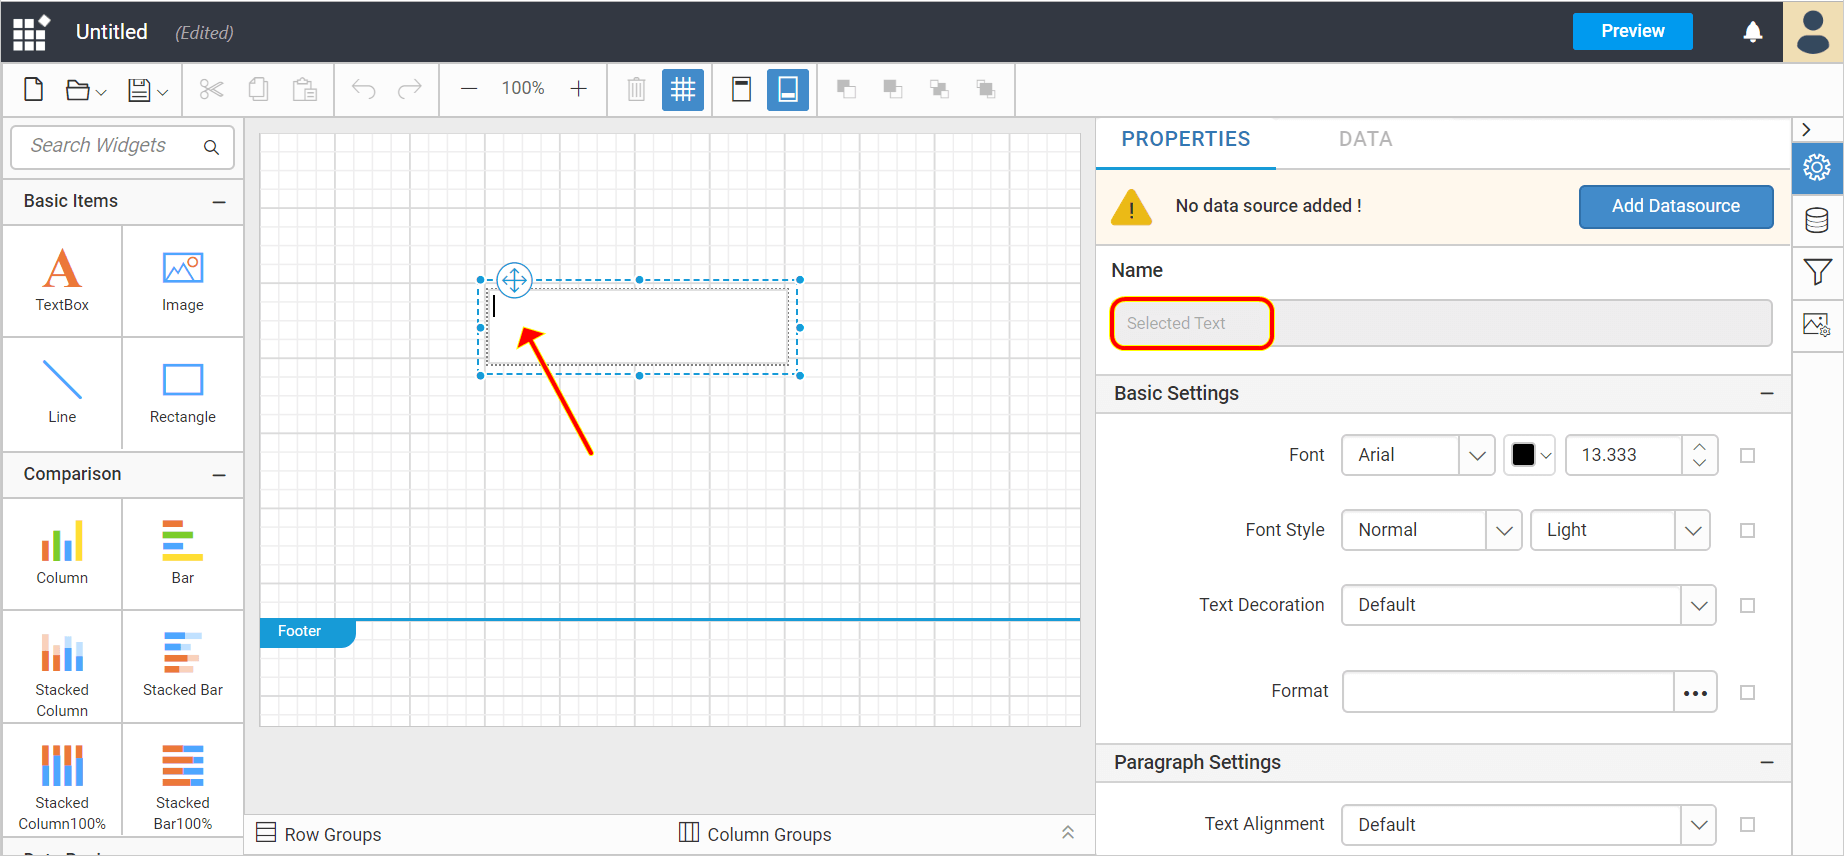 Untitled (Edited) Preview
100%
Search Widgets
Basic Items
TextBox Image
Line Rectangle
Comparison
Column Bar
Stacked
Column
Stacked Bar
Stacked
Column100%
Stacked
Bar100%
Footer
Row Groups Column Groups
PROPERTIES DATA
No data source added ! Add Datasource
Name
Selected Text
Basic Settings
Font Arial 13.333
Font Style Normal Light
Text Decoration Default
Format
Paragraph Settings
Text Alignment Default